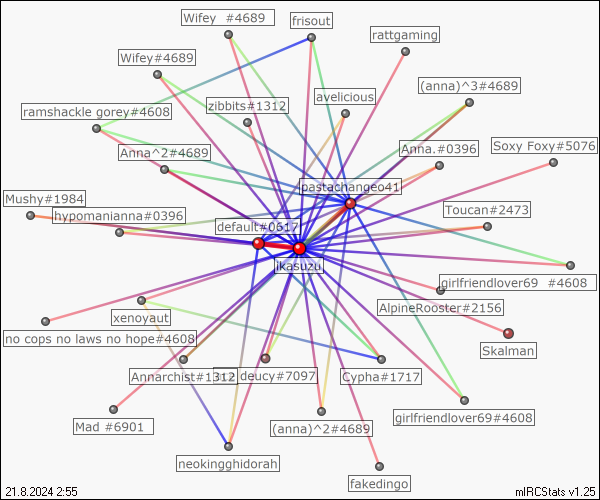 Wifey  #4689
frisout
rattgaming
Wifey#4689
(anna)^3#4689
zibbits#1312
avelicious
ramshackle gorey#4608
Anna^2#4689
Anna.#0396
Soxy Foxy#5076
pastachangeo41
Mushy#1984
hypomanianna#0396
Toucan#2473
default#0617
iKasuzu
girlfriendlover69  #4608
AlpineRooster#2156
xenoyaut
no cops no laws no hope#4608
Skalman
Annarchist#1312
deucy#7097
Cypha#1717
Mad #6901
(anna)^2#4689
girlfriendlover69#4608
neokingghidorah
fakedingo
21.8.2024 2:55
mIRCStats v1.25